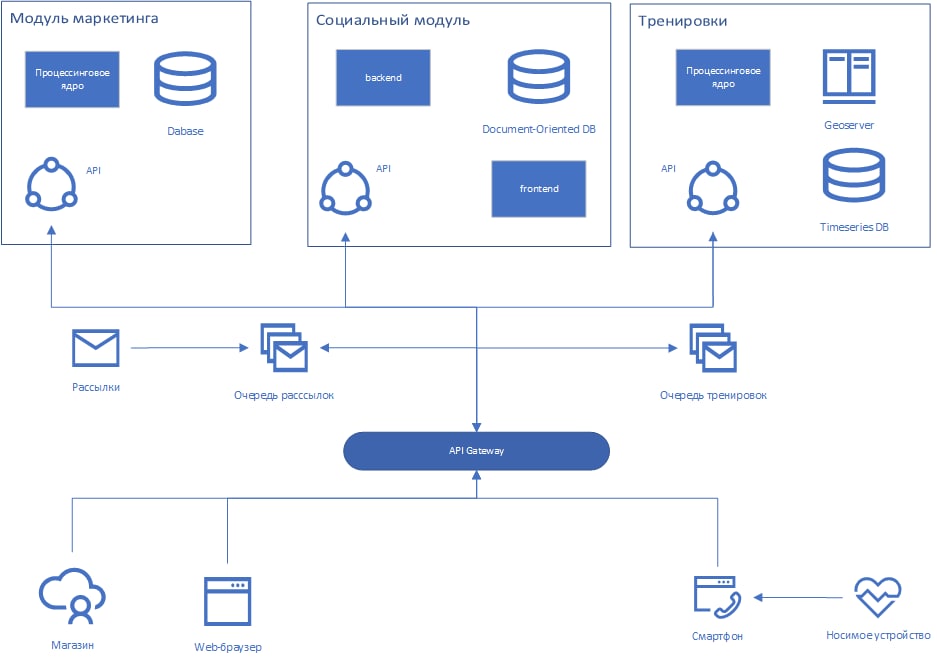 Модуль маркетинга
Процессинговое
ядро
Dabase
API
Социальный модуль
backend
Document-Oriented DB
API
frontend
Тренировки
Процессинговое
ядро
Geoserver
API
Timeseries DB
Рассылки
Очередь расссылок
Очередь тренировок
API Gateway
Магазин
Web-браузер
Смартфон
Носимое устройство